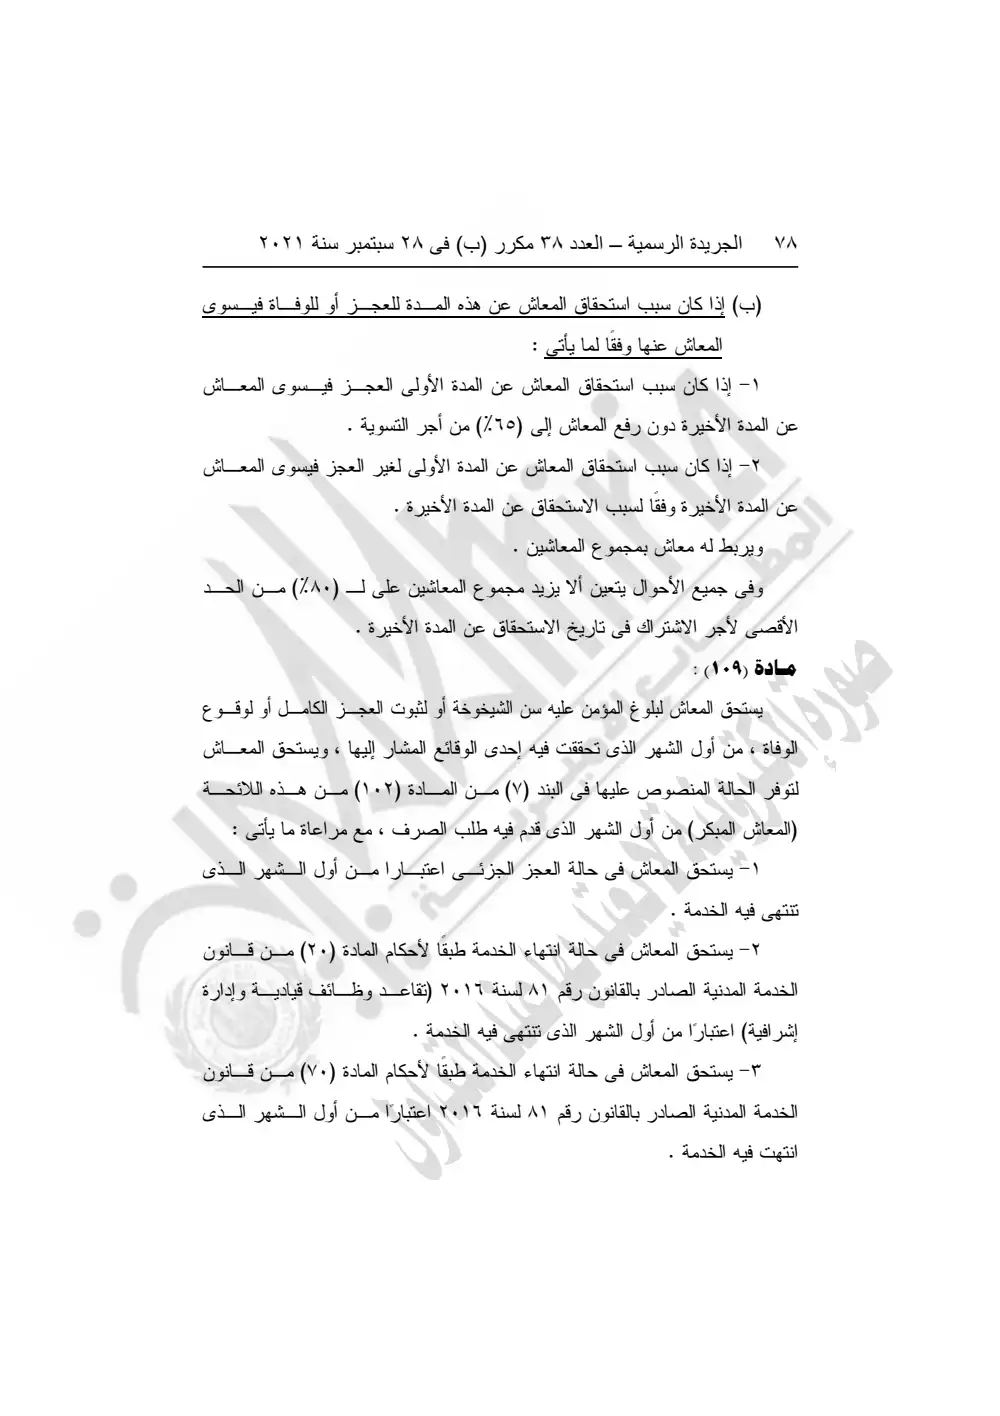 ٧٨ الجريدة الرسمية – العدد ٣٨ مكرر (ب) فى ٢٨ سبتمبر سنة ٢٠٢١
(ب) إذا كان سبب استحقاق المعاش عن هذه المدة للعجز أو للوفاة فيسوى
المعاش عنها وفقًا لما يأتى :
١- إذا كان سبب استحقاق المعاش عن المدة الأولى العجز فيسوى المعاش
عن المدة الأخيرة دون رفع المعاش إلى (٦٥٪) من أجر التسوية .
٢- إذا كان سبب استحقاق المعاش عن المدة الأولى لغير العجز فيسوى المعاش
عن المدة الأخيرة وفقًا لسبب الاستحقاق عن المدة الأخيرة .
ويربط له معاش بمجموع المعاشين .
وفى جميع الأحوال يتعين ألا يزيد مجموع المعاشين على لـ (٨٠٪) من الحد
الأقصى لأجر الاشتراك فى تاريخ الاستحقاق عن المدة الأخيرة .
مادة (١٠٩) :
يستحق المعاش لبلوغ المؤمن عليه سن الشيخوخة أو لثبوت العجز الكامل أو لوقوع
الوفاة ، من أول الشهر الذى تحققت فيه إحدى الوقائع المشار إليها ، ويستحق المعاش
لتوفر الحالة المنصوص عليها فى البند (٧) من المادة (١٠٢) من هذه اللائحة
(المعاش المبكر) من أول الشهر الذى قدم فيه طلب الصرف ، مع مراعاة ما يأتى :
١- يستحق المعاش فى حالة العجز الجزئى اعتبارا من أول الشهر الذى
تنتهى فيه الخدمة .
٢- يستحق المعاش فى حالة انتهاء الخدمة طبقًا لأحكام المادة (٢٠) من قانون
الخدمة المدنية الصادر بالقانون رقم ٨١ لسنة ٢٠١٦ (تقاعد وظائف قيادية وإدارة
إشرافية) اعتبارًا من أول الشهر الذى تنتهى فيه الخدمة .
٣- يستحق المعاش فى حالة انتهاء الخدمة طبقًا لأحكام المادة (٧٠) من قانون
الخدمة المدنية الصادر بالقانون رقم ٨١ لسنة ٢٠١٦ اعتبارًا من أول الشهر الذى
انتهت فيه الخدمة .
صورة إلكترونية لا يعتد بها عند التداول